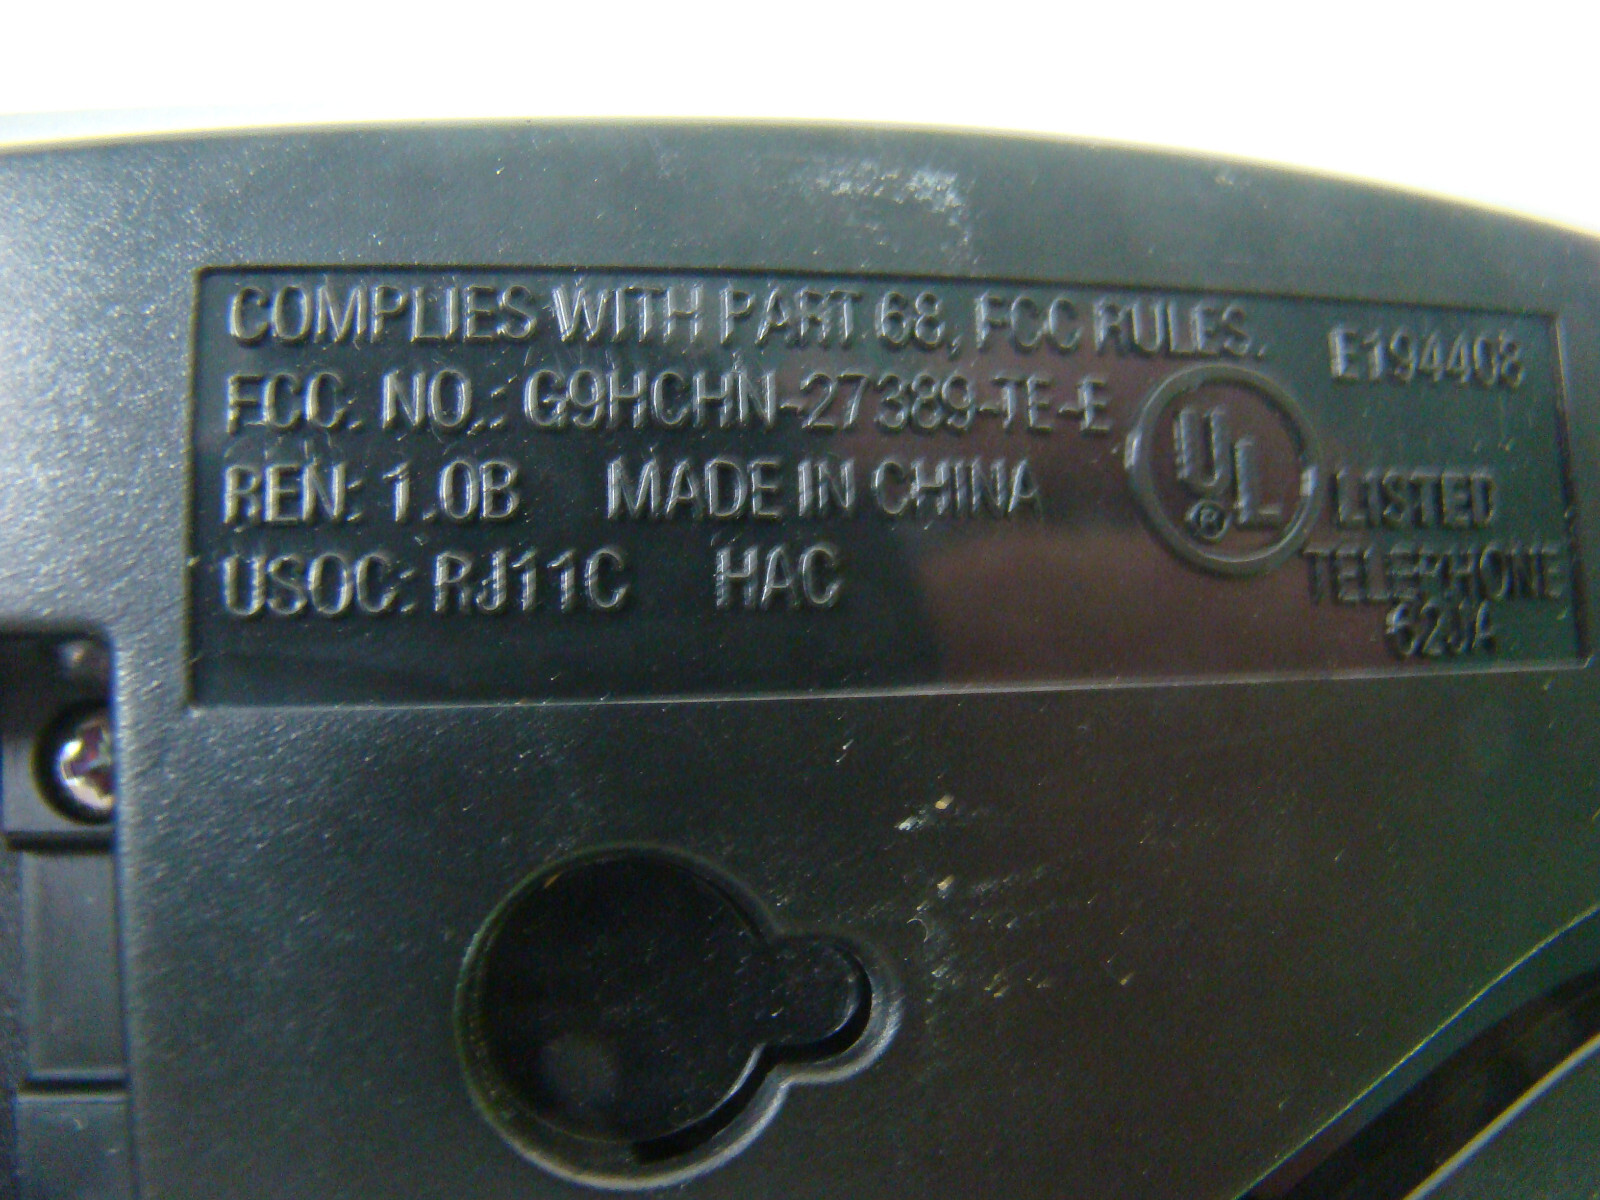 COMPLIES WITH PART 68, FCC RULES.
FCC. NO.: G9HCHN-27389-TE-E
REN: 1.0B MADE IN CHINA
USOC: RJ11C HAC
E194408
UL
®
LISTED
TELEPHONE
62JA